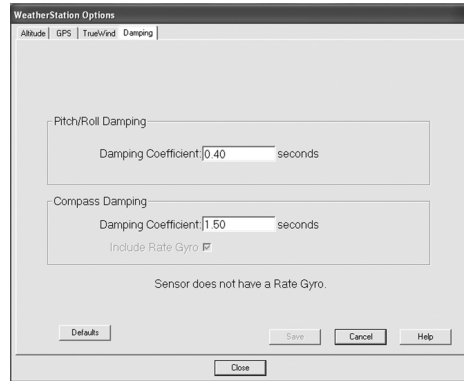 WeatherStation Options
Altitude GPS TrueWind Damping
Pitch/Roll Damping
Damping Coefficient: 0.40 seconds
Compass Damping
Damping Coefficient: 1.50 seconds
Include Rate Gyro
Sensor does not have a Rate Gyro.
Defaults Save Cancel Help
Close